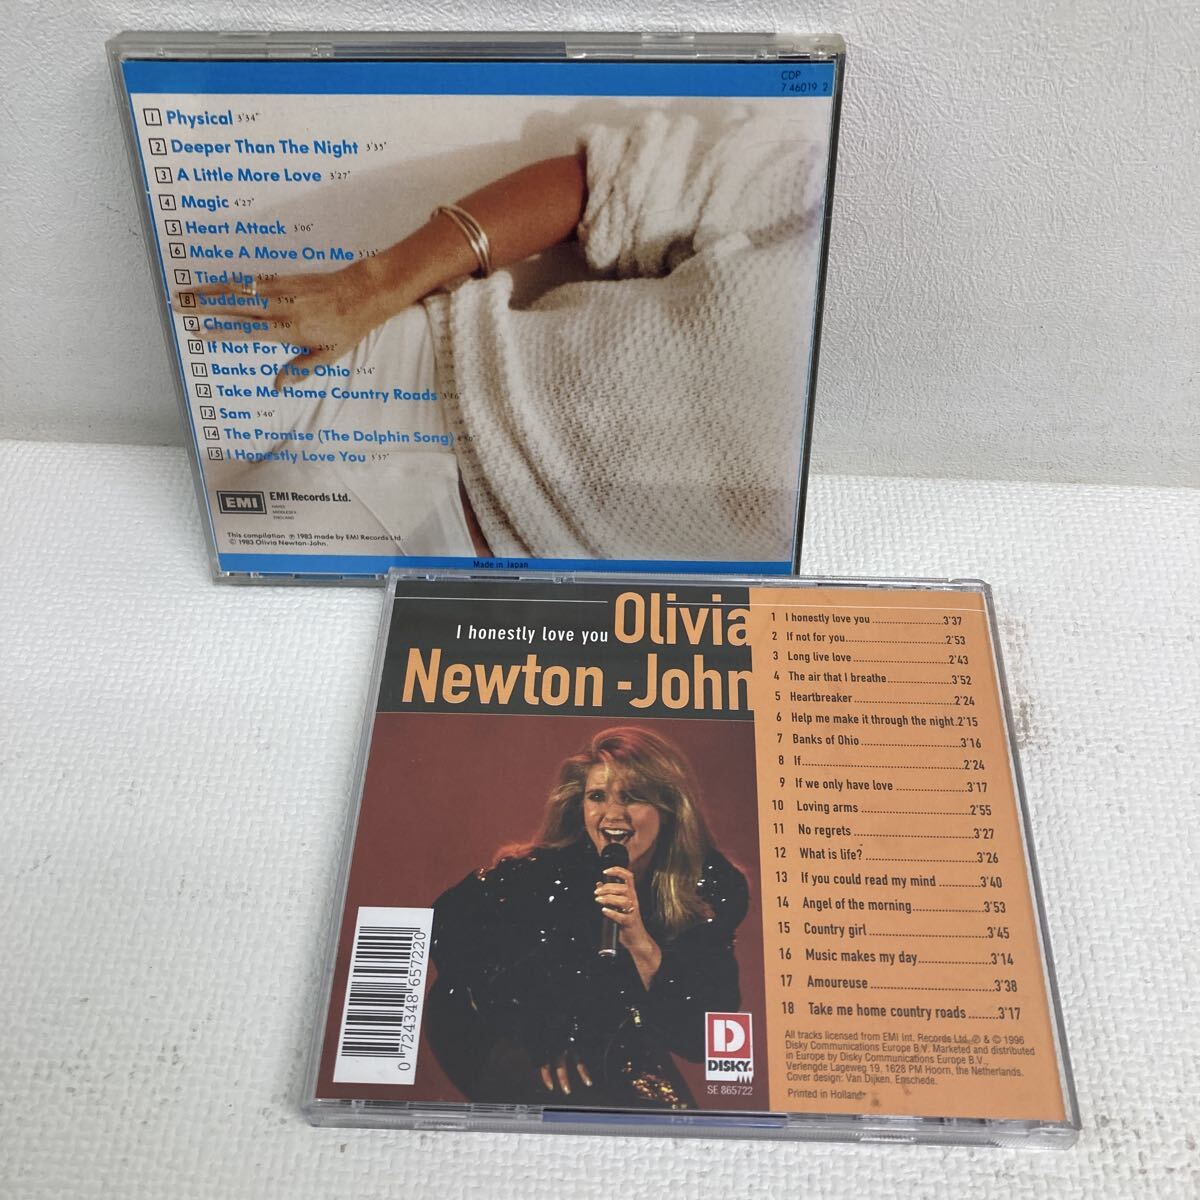 CDP
7 46019 2
1 Physical 3'34"
2 Deeper Than The Night 3'35"
3 A Little More Love 3'27"
4 Magic 4'27"
5 Heart Attack 3'06"
6 Make A Move On Me 3'13"
7 Tied Up 4'27"
8 Suddenly 3'58"
9 Changes 2'30"
10 If Not For You 2'52"
11 Banks Of The Ohio 3'14"
12 Take Me Home Country Roads 3'16"
13 Sam 3'40"
14 The Promise (The Dolphin Song)
15 I Honestly Love You 3'37"
EMI EMI Records Ltd.
HAYES
MIDDLESEX
ENGLAND
This compilation ℗ 1983 made by EMI Records Ltd.
© 1983 Olivia Newton-John.
Made in Japan
I honestly love you Olivia
Newton-John
1 I honestly love you ....................3'37
2 If not for you............................2'53
3 Long live love..........................2'43
4 The air that I breathe................3'52
5 Heartbreaker ..........................2'24
6 Help me make it through the night.2'15
7 Banks of Ohio..........................3'16
8 If..........................................2'24
9 If we only have love ..................3'17
10 Loving arms ............................2'55
11 No regrets ..............................3'27
12 What is life?............................3'26
13 If you could read my mind ..........3'40
14 Angel of the morning..................3'53
15 Country girl ............................3'45
16 Music makes my day..................3'14
17 Amoureuse..............................3'38
18 Take me home country roads ........3'17
All tracks licensed from EMI Int. Records Ltd. ℗ & © 1996
Disky Communications Europe B.V. Marketed and distributed
in Europe by Disky Communications Europe B.V.,
Verlengde Lageweg 19, 1628 PM Hoorn, the Netherlands.
Cover design: Van Dijken, Enschede.
Printed in Holland
0 724348 657220
D
DISKY
SE 865722